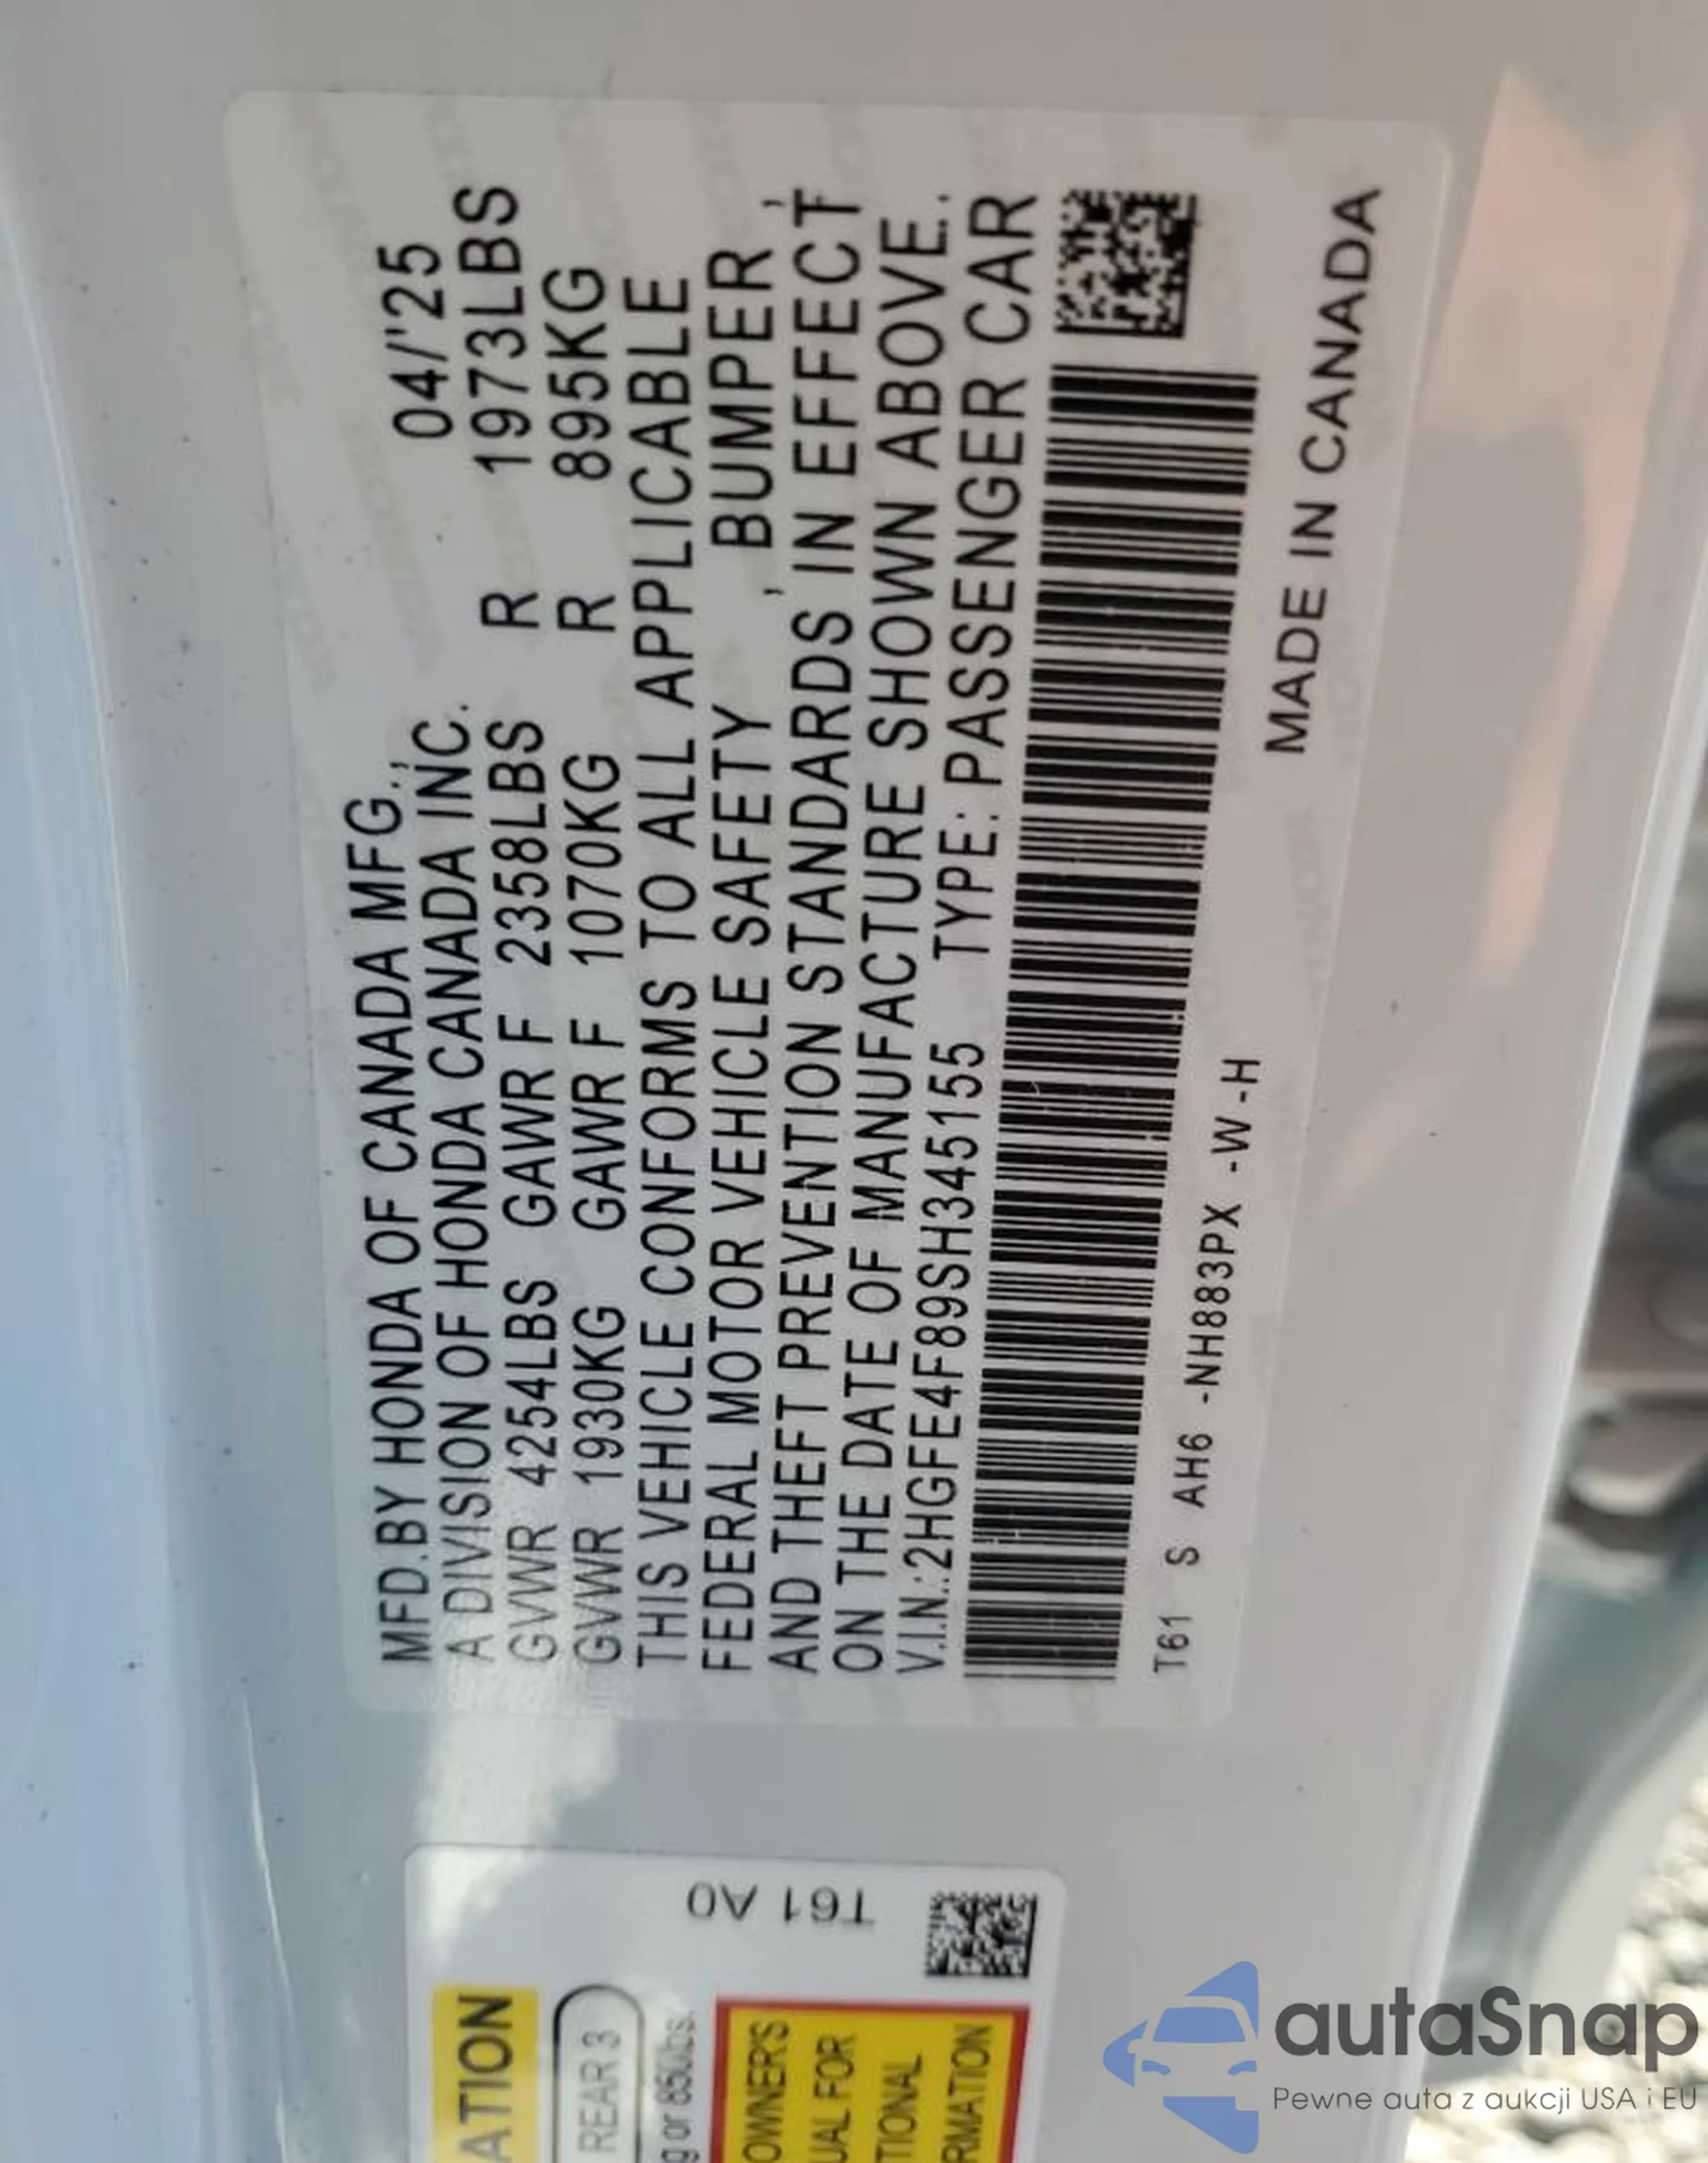 MFD.BY HONDA OF CANADA MFG., 04/'25
A DIVISION OF HONDA CANADA INC.
GVWR 4254LBS GAWR F 2358LBS R 1973LBS
GVWR 1930KG GAWR F 1070KG R 895KG
THIS VEHICLE CONFORMS TO ALL APPLICABLE
FEDERAL MOTOR VEHICLE SAFETY, BUMPER,
AND THEFT PREVENTION STANDARDS IN EFFECT
ON THE DATE OF MANUFACTURE SHOWN ABOVE.
V.I.N.:2HGFE4F89SH345155 TYPE: PASSENGER CAR
T61 S AH6 -NH883PX -W -H MADE IN CANADA
T61 A0
ATION
REAR 3
g or 850lbs.
OWNER'S
UAL FOR
TIONAL
RMATION
autaSnap
Pewne auta z aukcji USA i EU